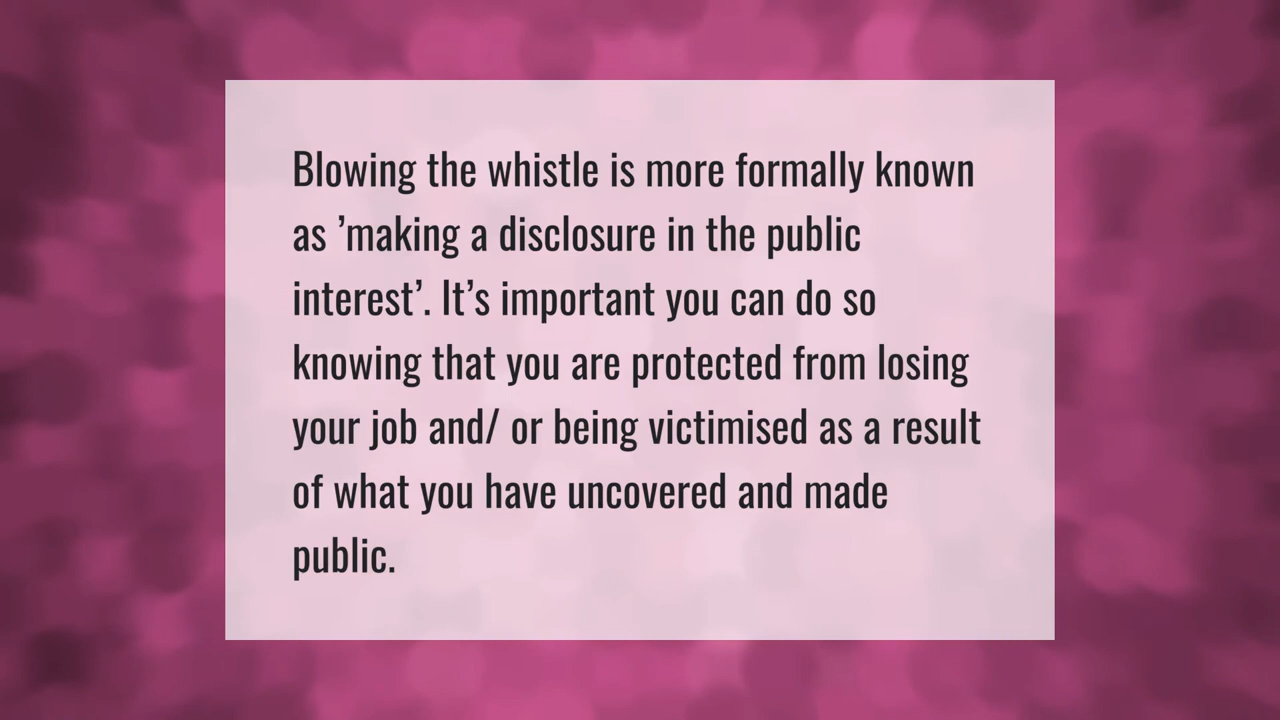 Blowing the whistle is more formally known
as ’making a disclosure in the public
interest’. It’s important you can do so
knowing that you are protected from losing
your job and/ or being victimised as a result
of what you have uncovered and made
public.